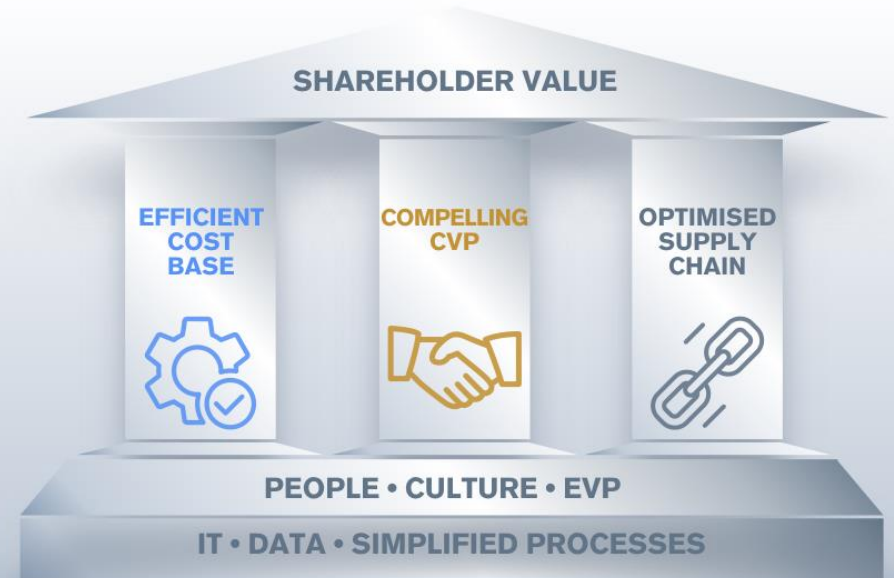 SHAREHOLDER VALUE
EFFICIENT
COST
BASE
COMPELLING
CVP
OPTIMISED
SUPPLY
CHAIN
PEOPLE • CULTURE • EVP
IT • DATA • SIMPLIFIED PROCESSES